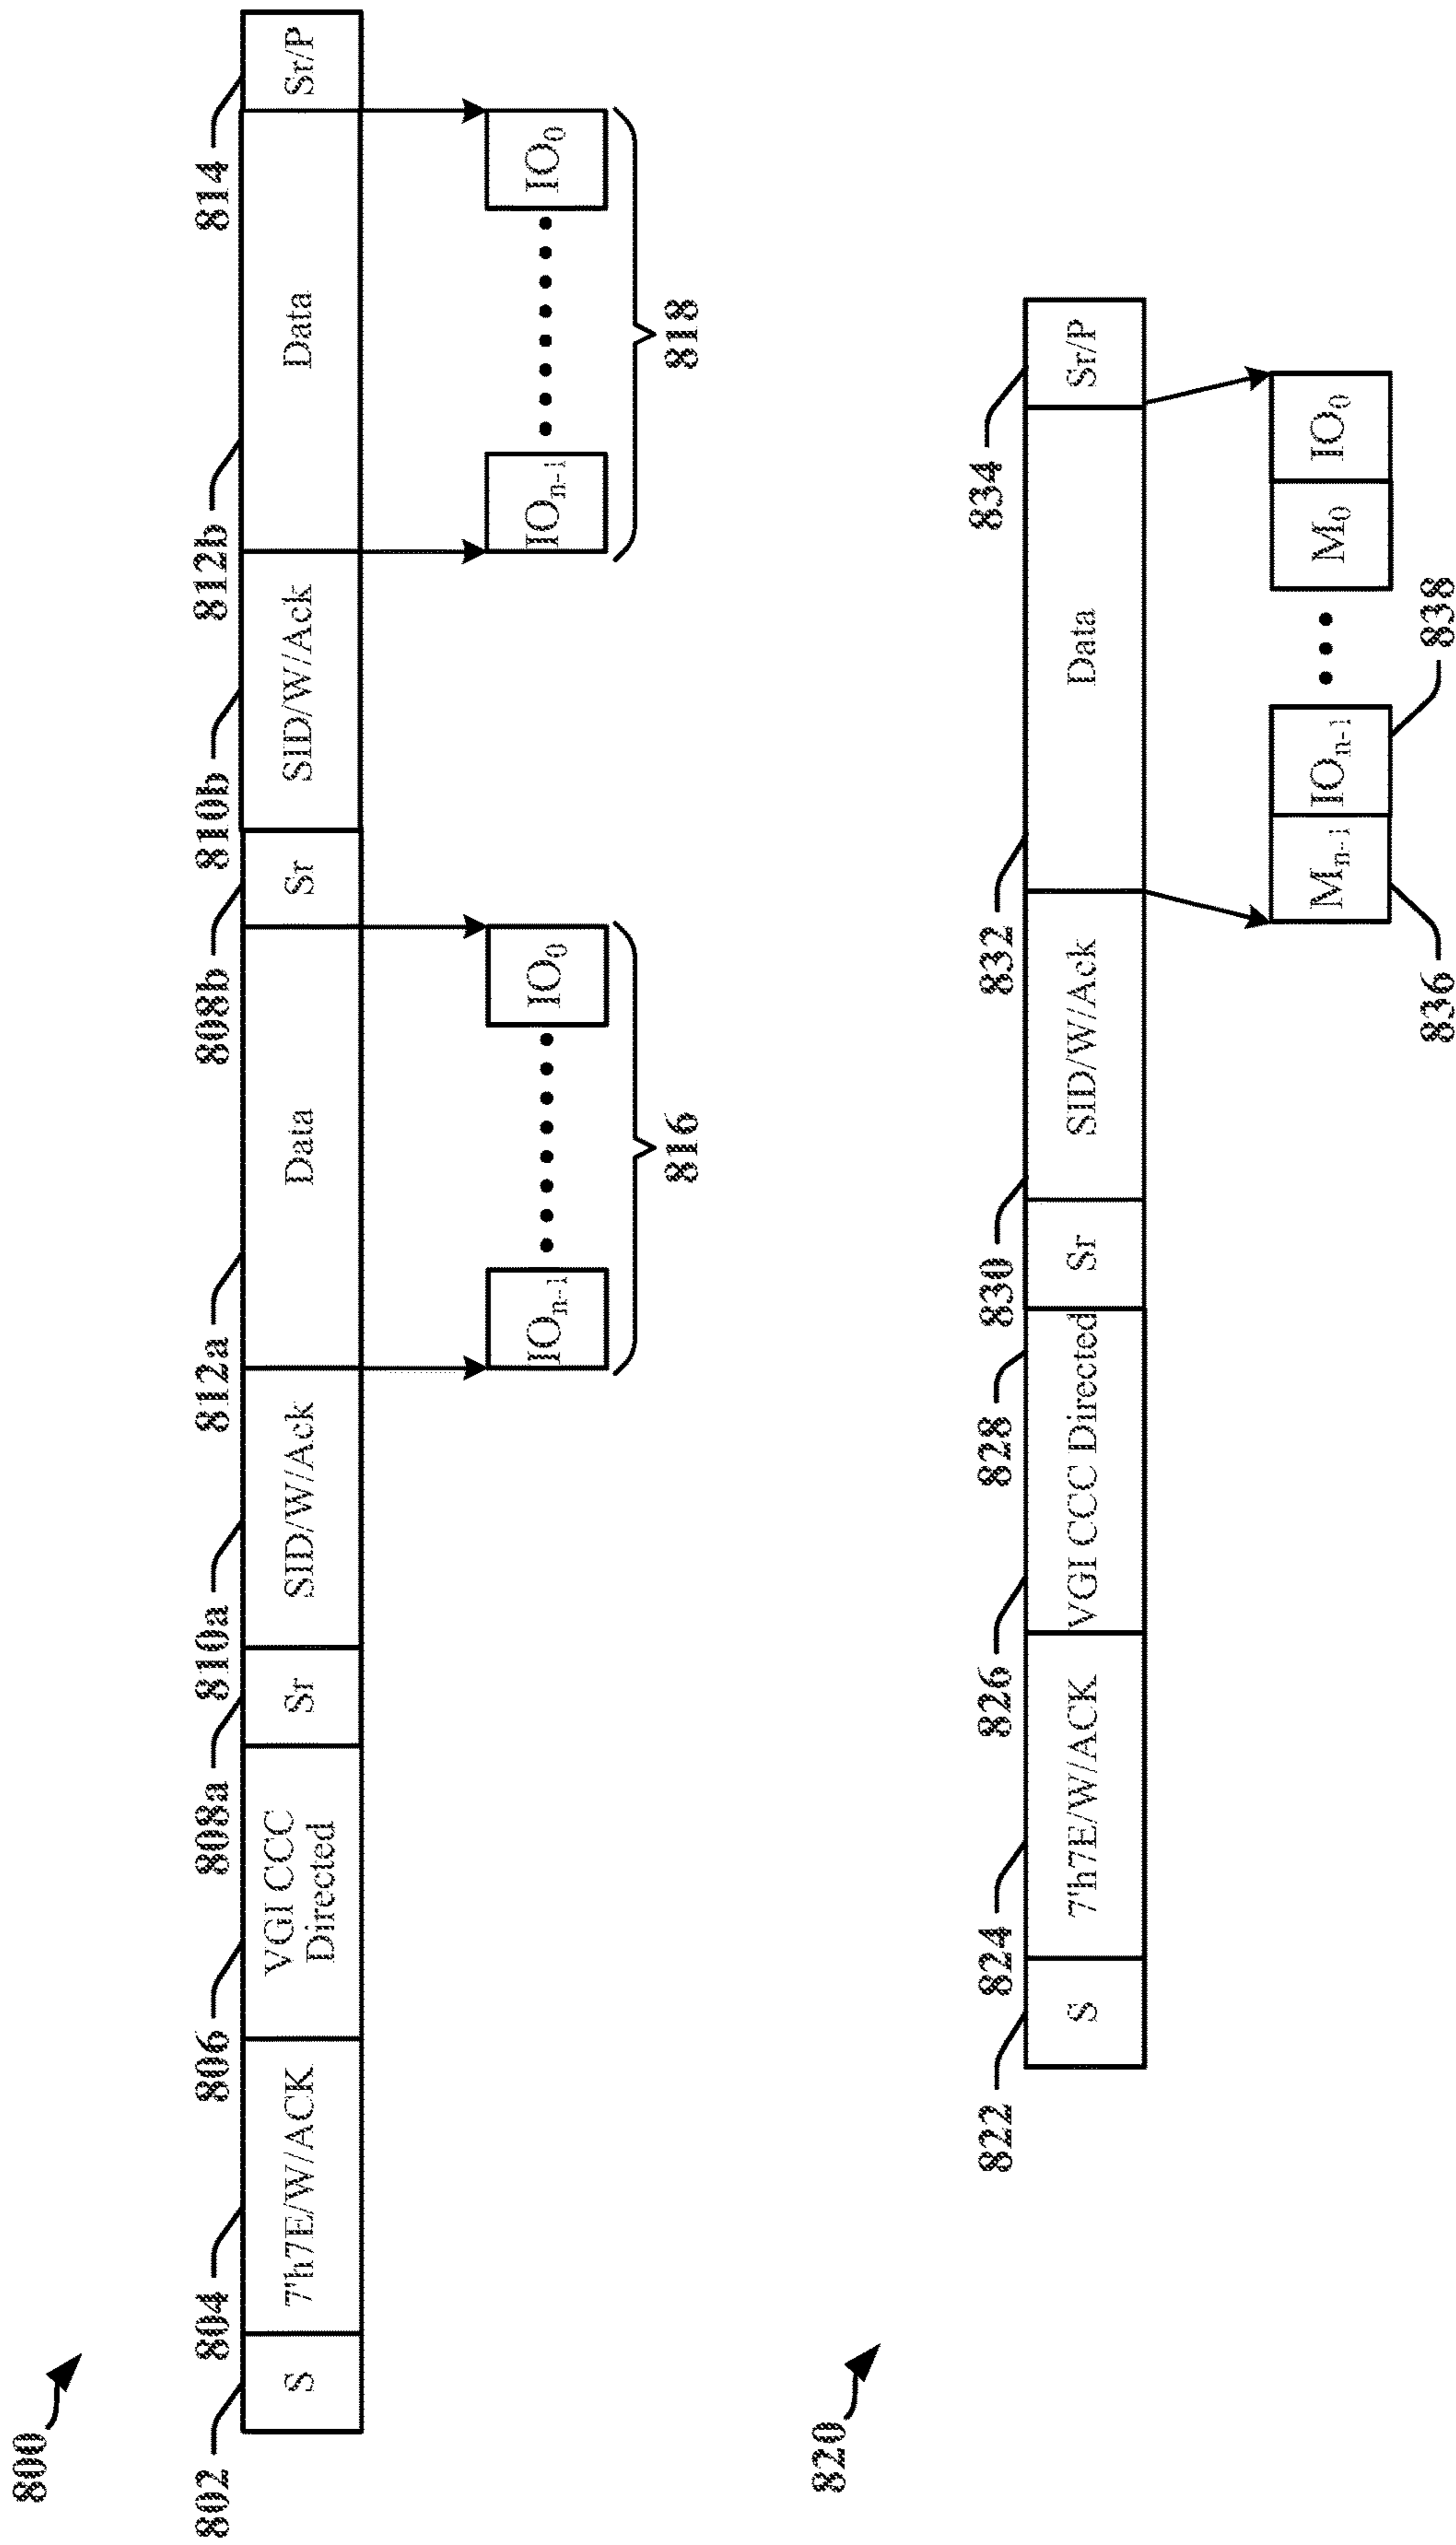 800
802
804
806
808a
810a
812a
808b
810b
812b
814
S
7'h7E/W/ACK
VGI CCC
Directed
Sr
SID/W/Ack
Data
Sr
SID/W/Ack
Data
Sr/P
IOn-1
IO0
IOn-1
IO0
816
818
820
822
824
826
828
830
832
834
S
7'h7E/W/ACK
VGI CCC Directed
Sr
SID/W/Ack
Data
Sr/P
Mn-1
IOn-1
M0
IO0
836
838